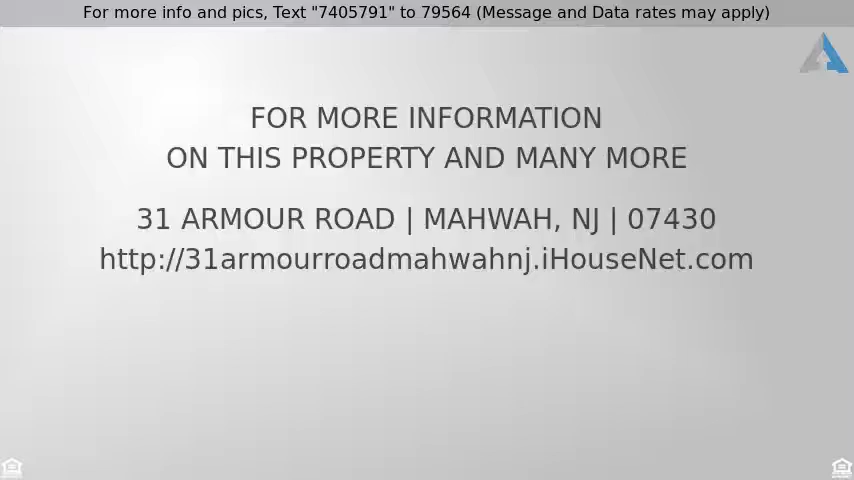 For more info and pics, Text "7405791" to 79564 (Message and Data rates may apply)
FOR MORE INFORMATION
ON THIS PROPERTY AND MANY MORE
31 ARMOUR ROAD | MAHWAH, NJ | 07430
http://31armourroadmahwahnj.iHouseNet.com